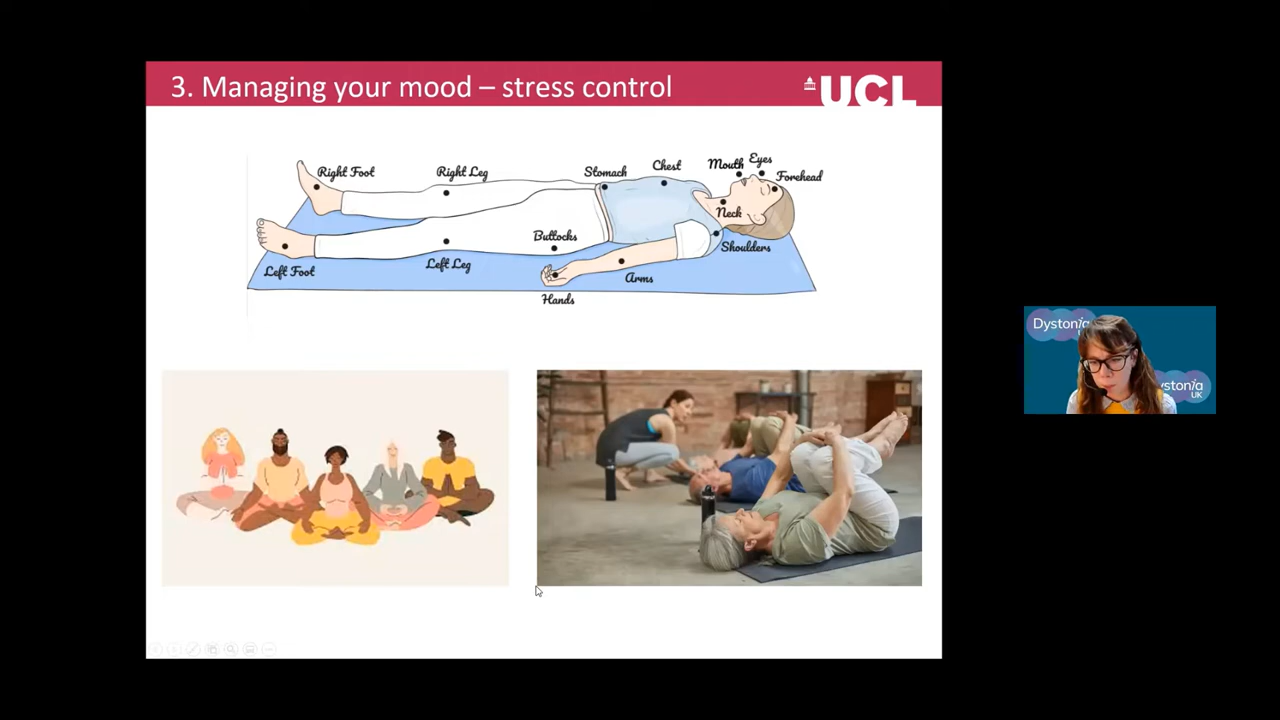 3. Managing your mood – stress control
UCL
Right Foot
Right Leg
Stomach
Chest
Mouth
Eyes
Forehead
Neck
Shoulders
Buttocks
Left Foot
Left Leg
Arms
Hands
Dystonia
ystonia
UK